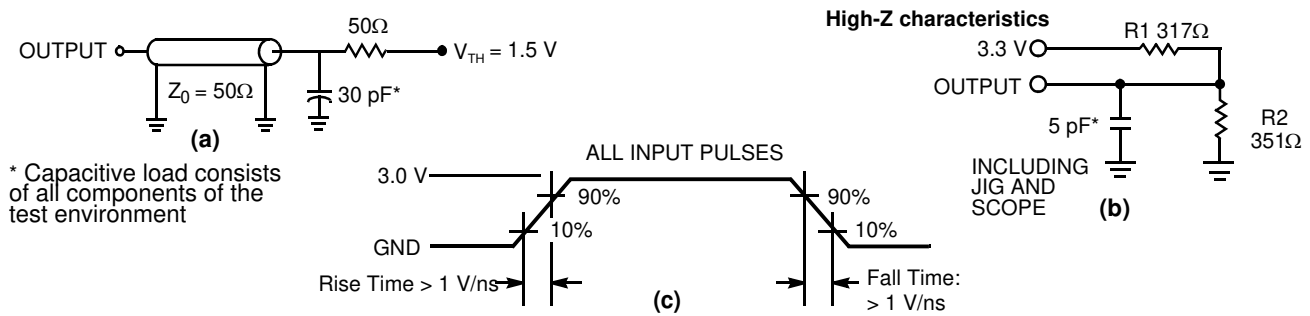 50Ω
OUTPUT
V_TH = 1.5 V
Z_0 = 50Ω
30 pF*
(a)
* Capacitive load consists
of all components of the
test environment
High-Z characteristics
R1 317Ω
3.3 V
OUTPUT
5 pF*
R2
351Ω
INCLUDING
JIG AND
SCOPE
(b)
ALL INPUT PULSES
3.0 V
90%
90%
10%
10%
GND
Rise Time > 1 V/ns
Fall Time:
> 1 V/ns
(c)